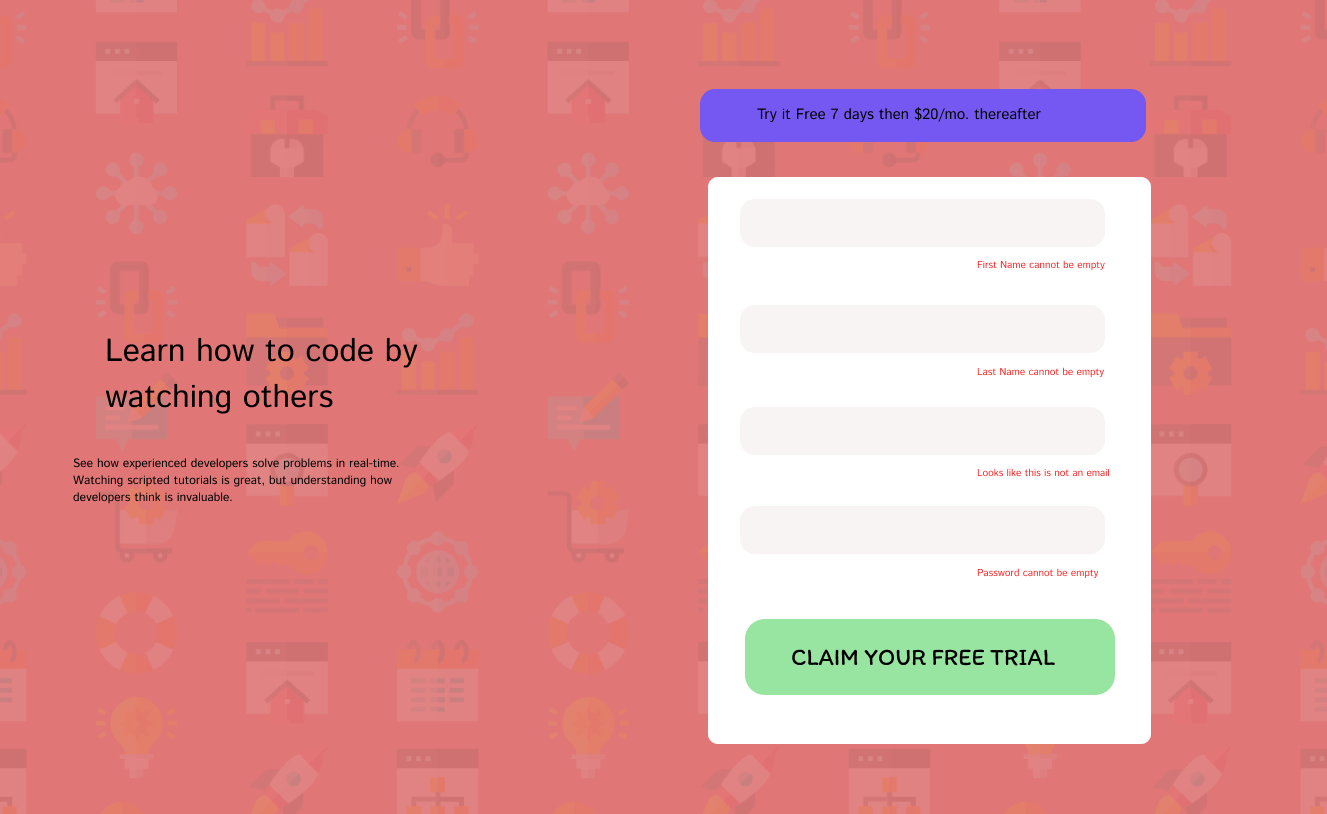 Learn how to code by
watching others
See how experienced developers solve problems in real-time.
Watching scripted tutorials is great, but understanding how
developers think is invaluable.
Try it Free 7 days then $20/mo. thereafter
First Name cannot be empty
Last Name cannot be empty
Looks like this is not an email
Password cannot be empty
CLAIM YOUR FREE TRIAL